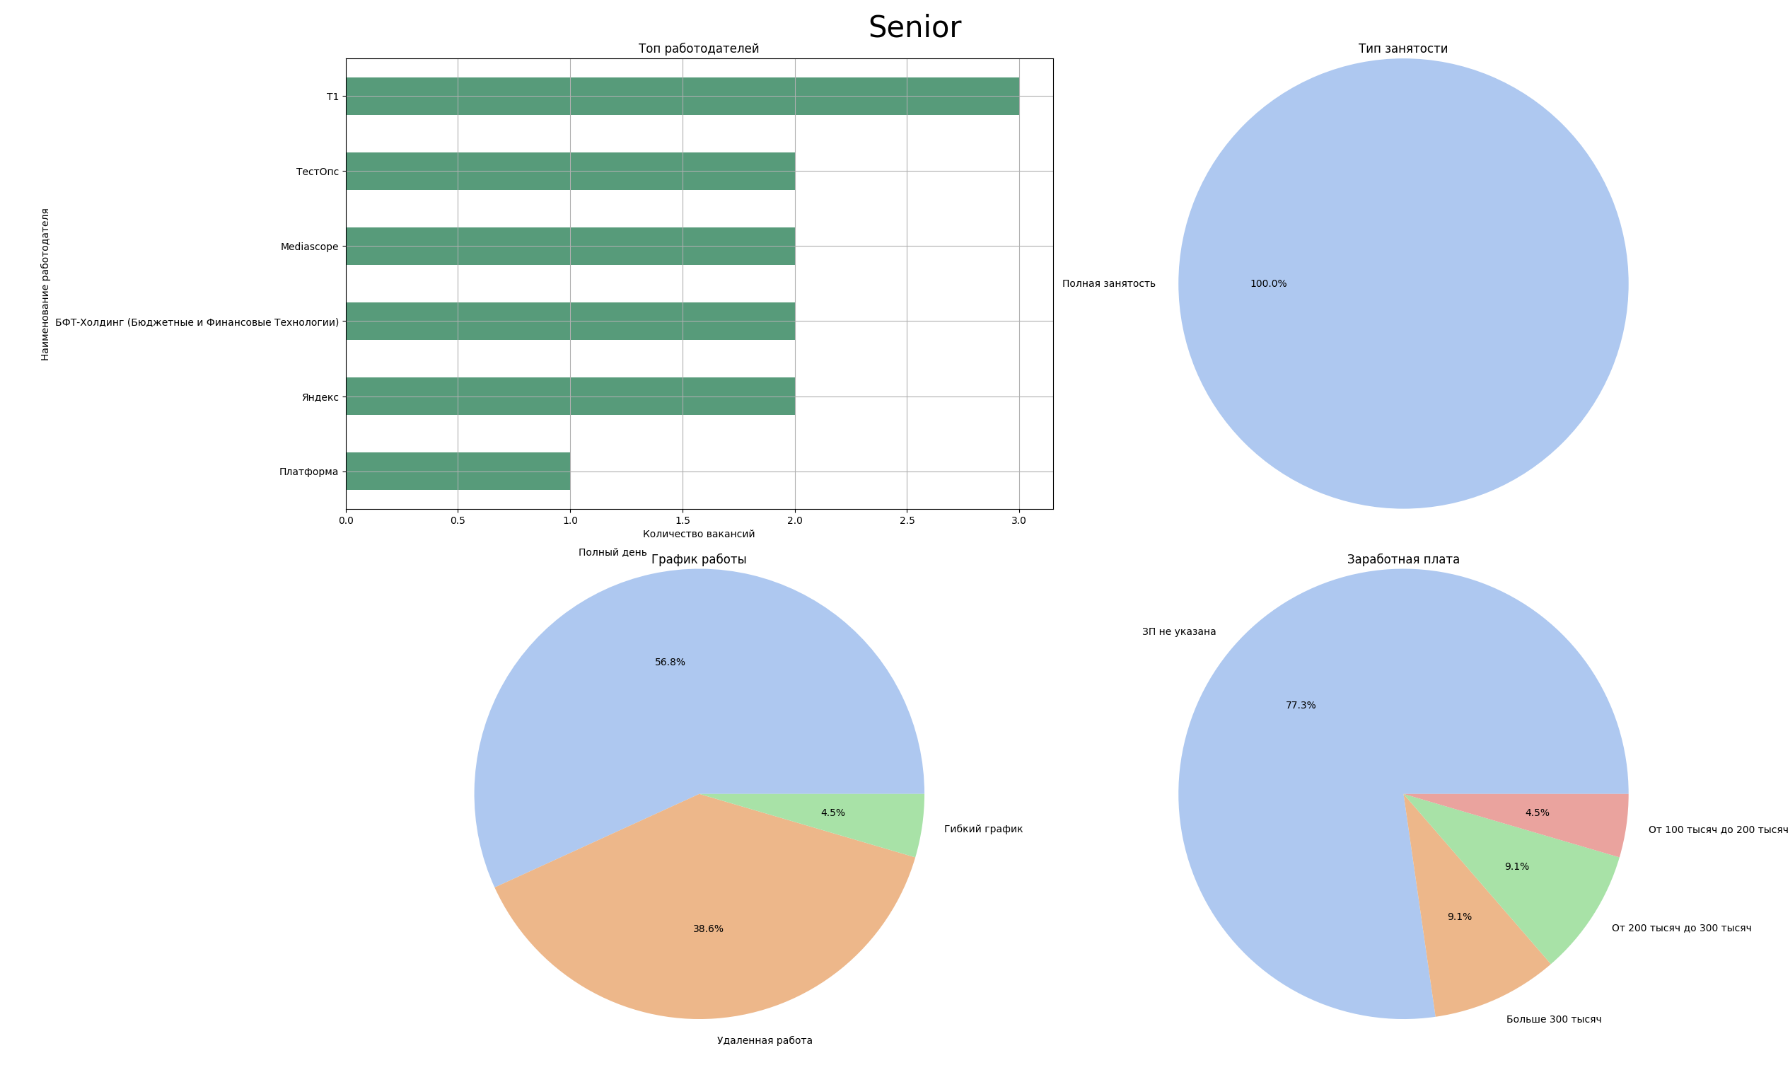 Senior
Топ работодателей
Наименование работодателя
Т1
ТестОпс
Mediascope
БФТ-Холдинг (Бюджетные и Финансовые Технологии)
Яндекс
Платформа
0.0 0.5 1.0 1.5 2.0 2.5 3.0
Количество вакансий
Тип занятости
Полная занятость
100.0%
График работы
Полный день
56.8%
4.5%
Гибкий график
38.6%
Удаленная работа
Заработная плата
ЗП не указана
77.3%
4.5%
От 100 тысяч до 200 тысяч
9.1%
От 200 тысяч до 300 тысяч
9.1%
Больше 300 тысяч